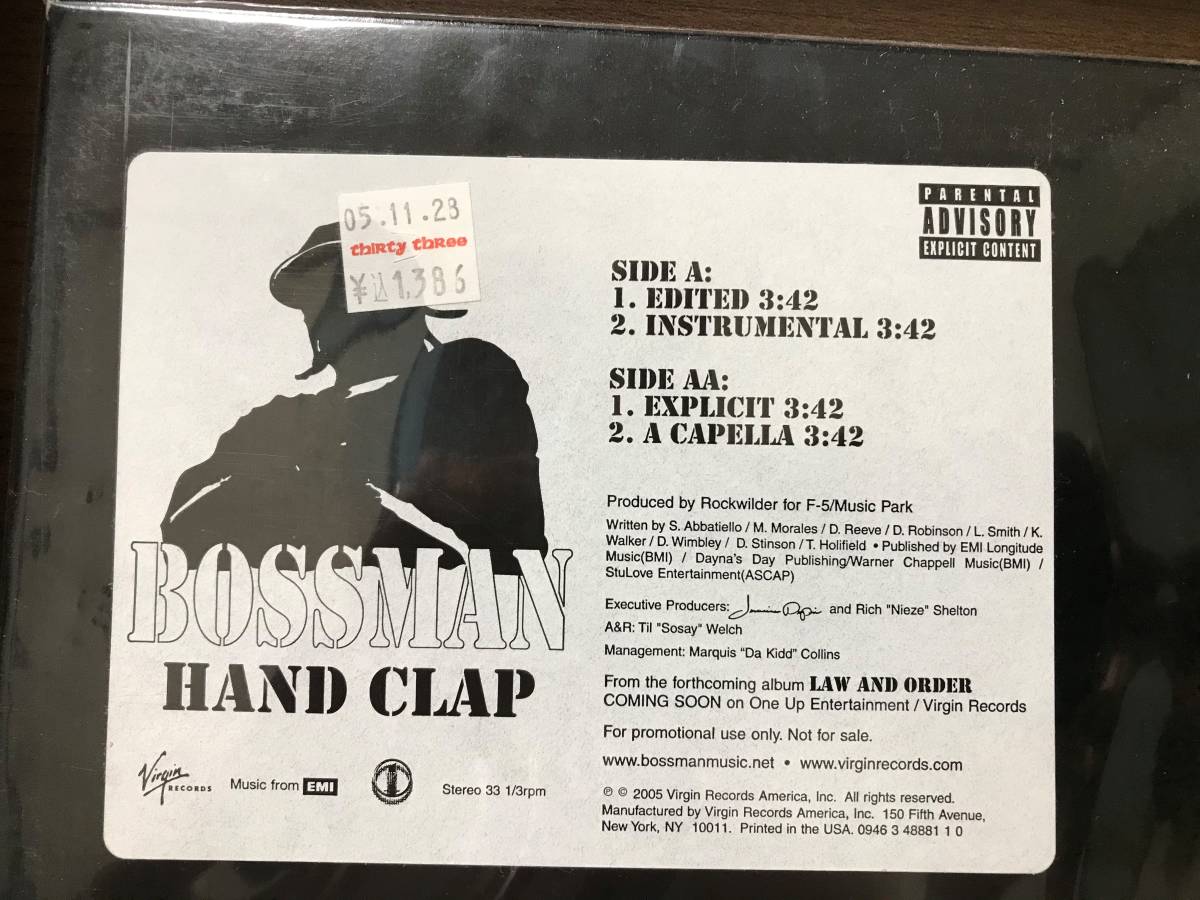 05.11.28
thirty three
¥込1,386
BOSSMAN
HAND CLAP
Virgin
RECORDS
Music from EMI
1
Stereo 33 1/3rpm
PARENTAL
ADVISORY
EXPLICIT CONTENT
SIDE A:
1. EDITED 3:42
2. INSTRUMENTAL 3:42
SIDE AA:
1. EXPLICIT 3:42
2. A CAPELLA 3:42
Produced by Rockwilder for F-5/Music Park
Written by S. Abbatiello / M. Morales / D. Reeve / D. Robinson / L. Smith / K.
Walker / D. Wimbley / D. Stinson / T. Holifield • Published by EMI Longitude
Music(BMI) / Dayna's Day Publishing/Warner Chappell Music(BMI) /
StuLove Entertainment(ASCAP)
Executive Producers: and Rich "Nieze" Shelton
A&R: Til "Sosay" Welch
Management: Marquis "Da Kidd" Collins
From the forthcoming album LAW AND ORDER
COMING SOON on One Up Entertainment / Virgin Records
For promotional use only. Not for sale.
www.bossmanmusic.net • www.virginrecords.com
℗ © 2005 Virgin Records America, Inc. All rights reserved.
Manufactured by Virgin Records America, Inc. 150 Fifth Avenue,
New York, NY 10011. Printed in the USA. 0946 3 48881 1 0